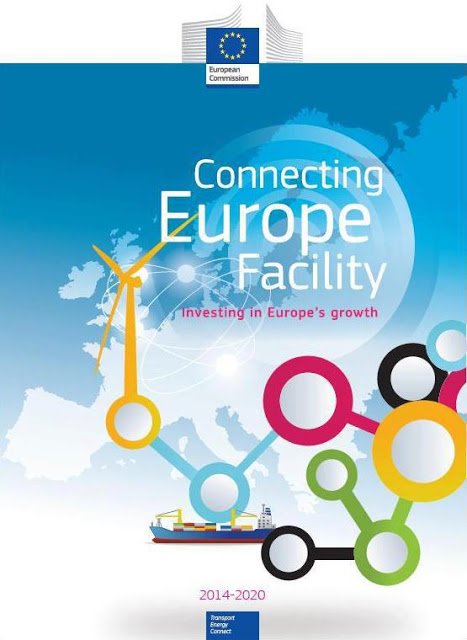 European
Commission
Connecting
Europe
Facility
Investing in Europe's growth
2014-2020
Transport
Energy
Connect